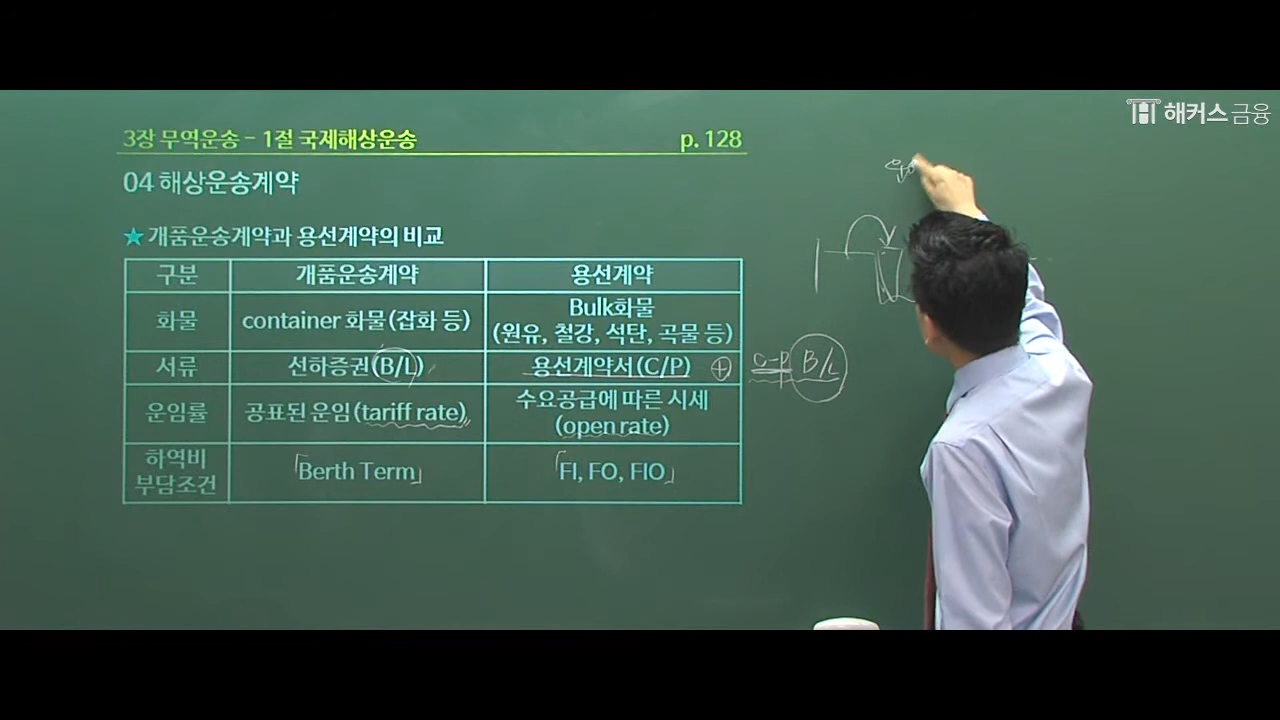 해커스금융
3장 무역운송 - 1절 국제해상운송 p. 128
04 해상운송계약
★ 개품운송계약과 용선계약의 비교
구분 개품운송계약 용선계약
화물 container 화물(잡화 등) Bulk화물
(원유, 철강, 석탄, 곡물 등)
서류 선하증권(B/L) 용선계약서(C/P) + C-P B/L
운임률 공표된 운임(tariff rate) 수요공급에 따른 시세
(open rate)
하역비
부담조건 「Berth Term」 「FI, FO, FIO」